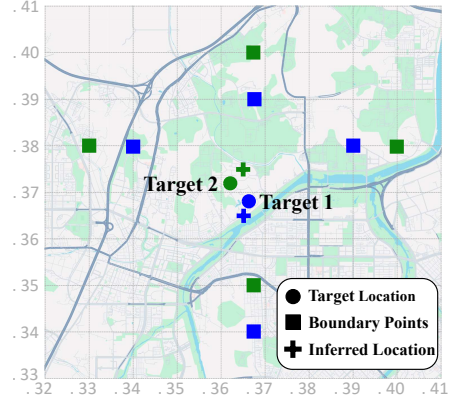 . 41
. 40
. 39
. 38
. 37
. 36
. 35
. 34
. 33
Target 2
Target 1
Target Location
Boundary Points
Inferred Location
. 32 . 33 . 34 . 35 . 36 . 37 . 38 . 39 . 40 . 41